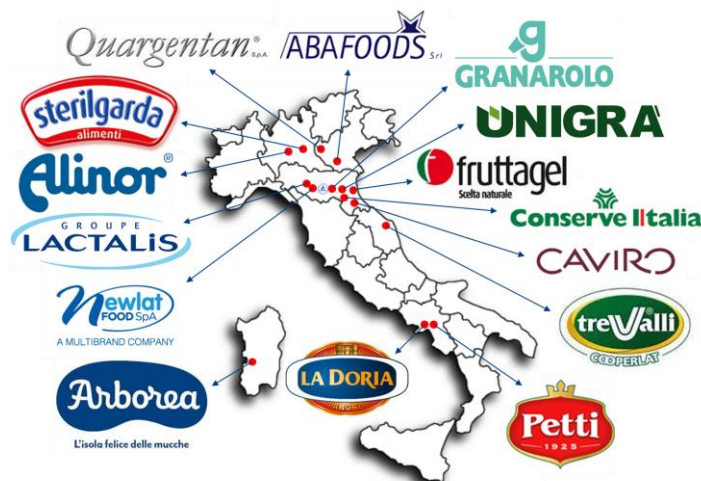 Quargentan® S.p.A.
ABAFOODS Srl
g
GRANAROLO
sterilgarda
alimenti
UNIGRÀ
Alinor®
fruttagel
Scelta naturale
GROUPE
LACTALIS
Conserve Italia
CAVIRO
Newlat
FOOD SpA
A MULTIBRAND COMPANY
treValli
COOPERLAT
LA DORIA
Arborea
L'isola felice delle mucche
Petti
1925